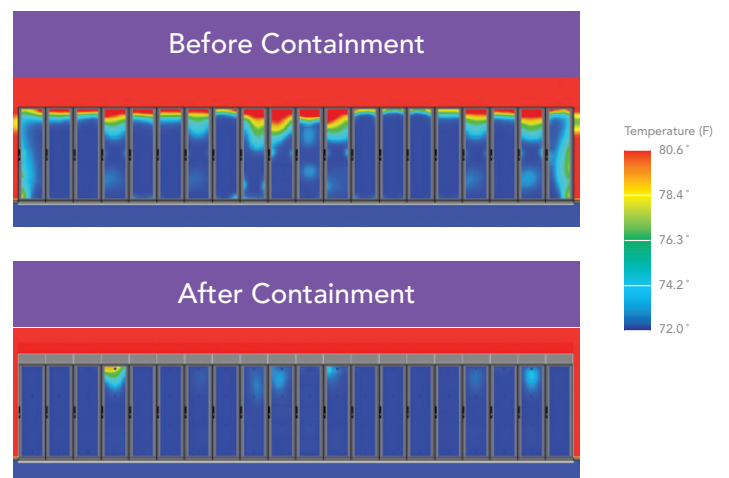 Before Containment
Temperature (F)
80.6˚
78.4˚
76.3˚
74.2˚
72.0˚
After Containment